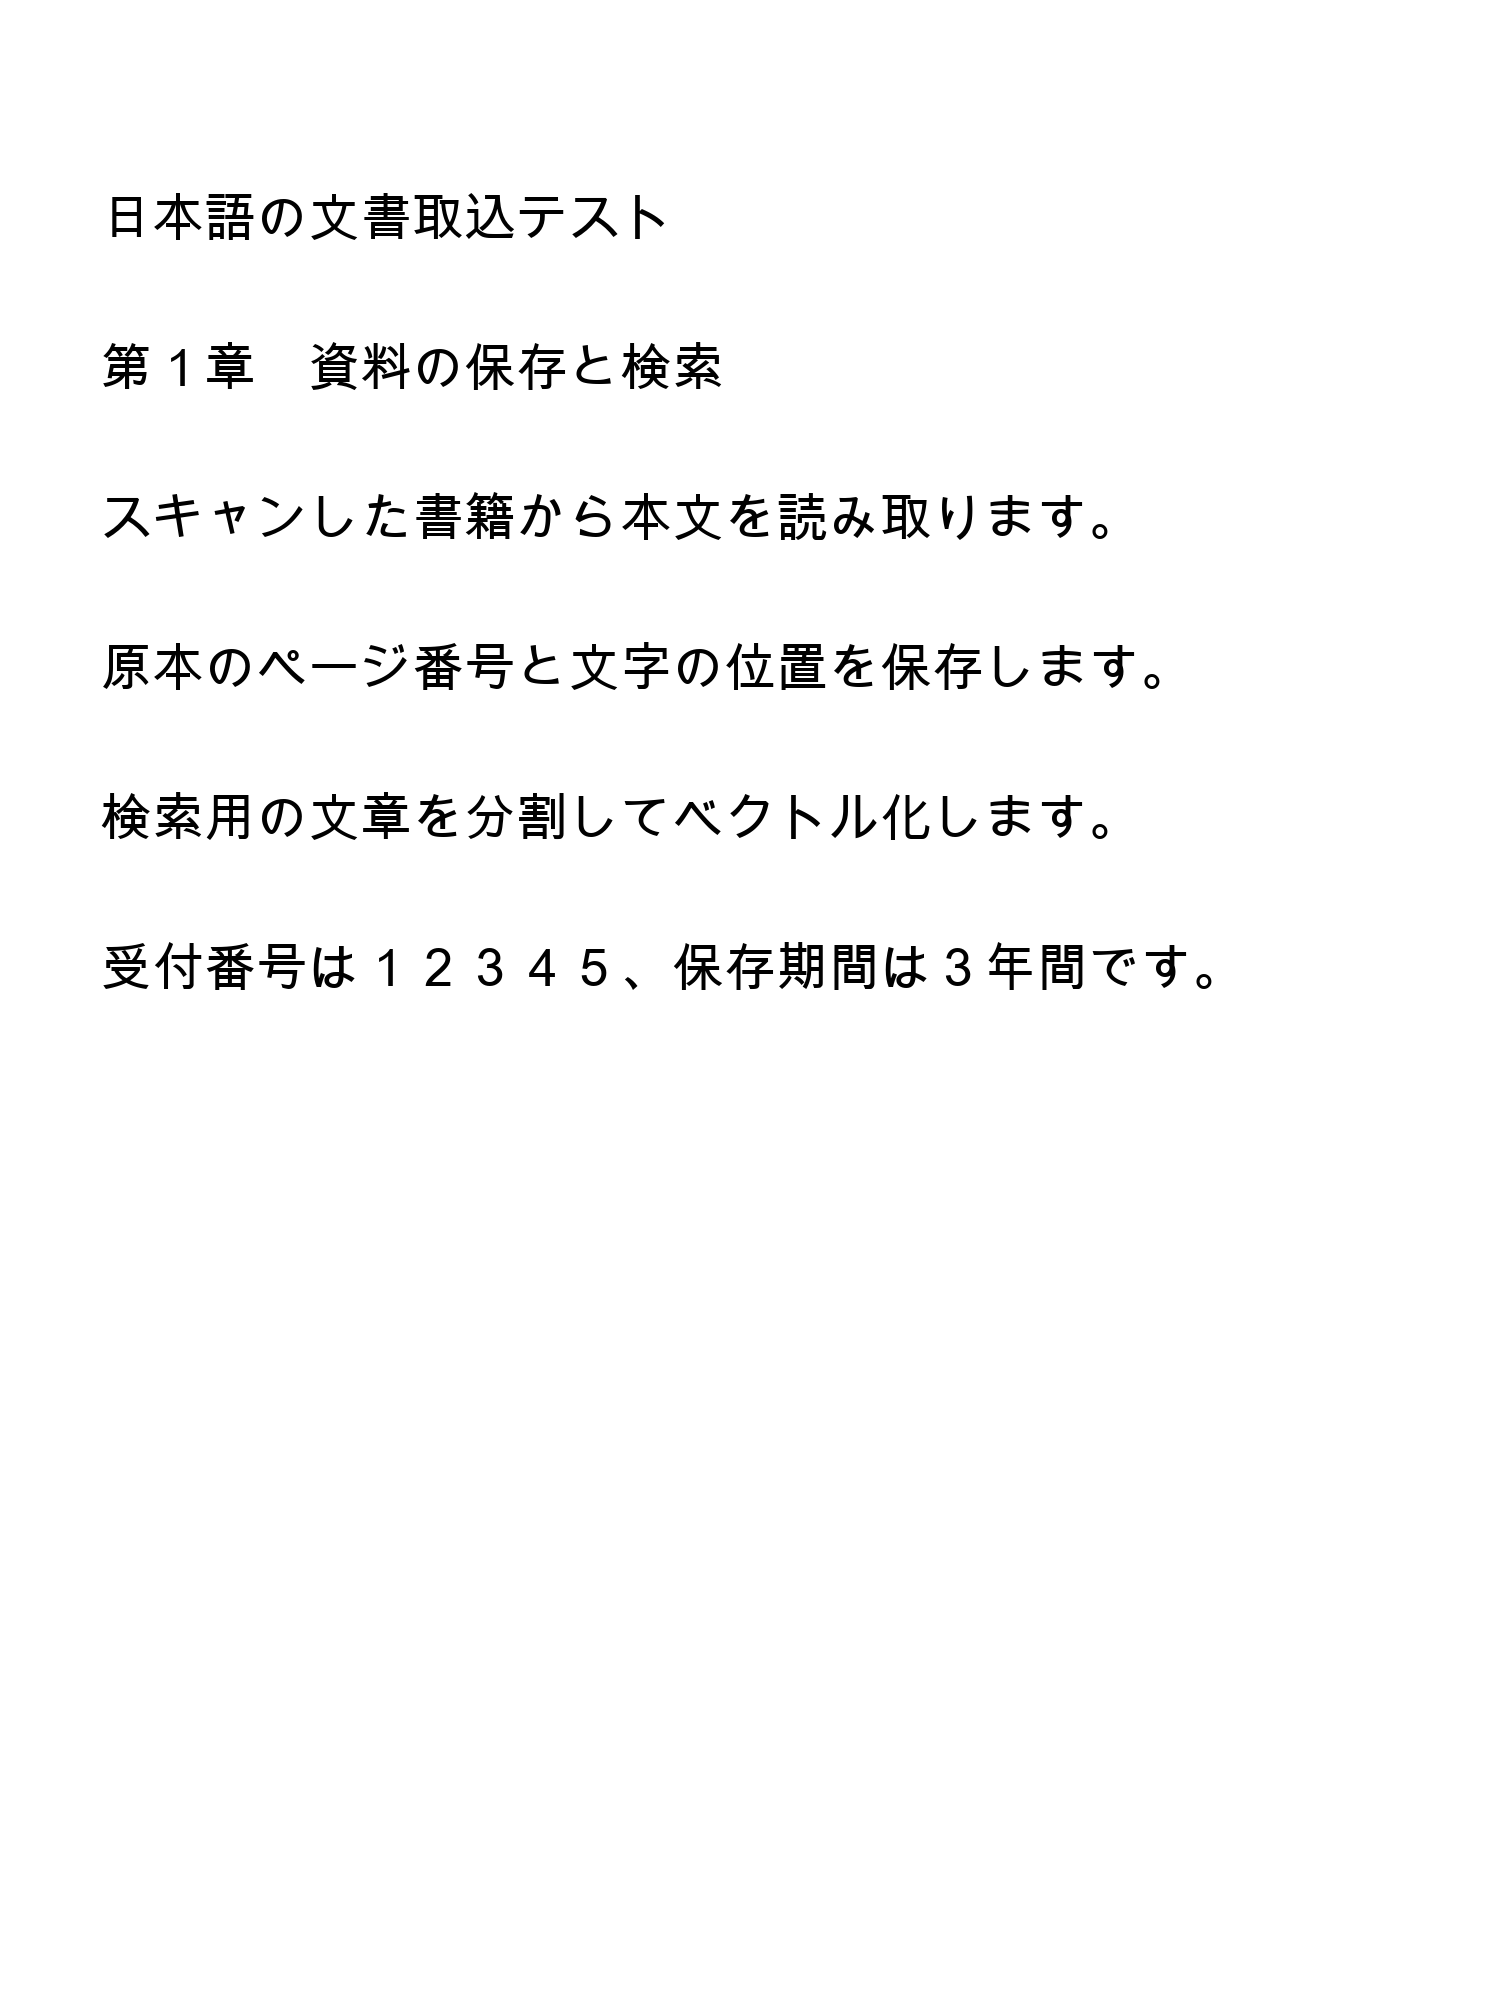 日本語の文書取込テスト
第１章　資料の保存と検索
スキャンした書籍から本文を読み取ります。
原本のページ番号と文字の位置を保存します。
検索用の文章を分割してベクトル化します。
受付番号は１２３４５、保存期間は３年間です。